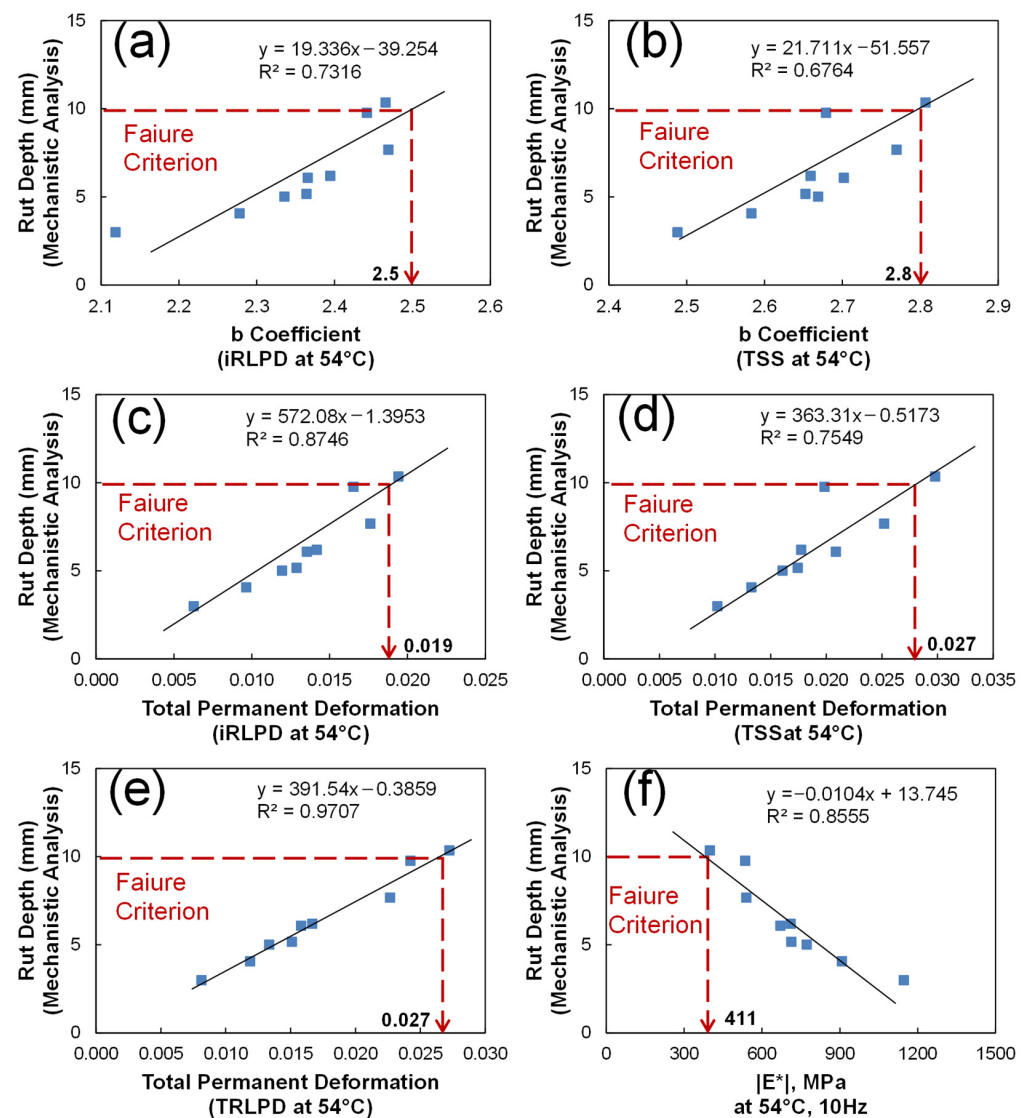 (a)
y = 19.336x−39.254
R² = 0.7316
Faiure
Criterion
2.5
15
10
5
0
2.1 2.2 2.3 2.4 2.5 2.6
Rut Depth (mm)
(Mechanistic Analysis)
b Coefficient
(iRLPD at 54°C)
(b)
y = 21.711x −51.557
R² = 0.6764
Faiure
Criterion
2.8
15
10
5
0
2.4 2.5 2.6 2.7 2.8 2.9
Rut Depth (mm)
(Mechanistic Analysis)
b Coefficient
(TSS at 54°C)
(c)
y = 572.08x−1.3953
R² = 0.8746
Faiure
Criterion
0.019
15
10
5
0
0.000 0.005 0.010 0.015 0.020 0.025
Rut Depth (mm)
(Mechanistic Analysis)
Total Permanent Deformation
(iRLPD at 54°C)
(d)
y = 363.31x−0.5173
R² = 0.7549
Faiure
Criterion
0.027
15
10
5
0
0.000 0.005 0.010 0.015 0.020 0.025 0.030 0.035
Rut Depth (mm)
(Mechanistic Analysis)
Total Permanent Deformation
(TSSat 54°C)
(e)
y = 391.54x−0.3859
R² = 0.9707
Faiure
Criterion
0.027
15
10
5
0
0.000 0.005 0.010 0.015 0.020 0.025 0.030
Rut Depth (mm)
(Mechanistic Analysis)
Total Permanent Deformation
(TRLPD at 54°C)
(f)
y =−0.0104x + 13.745
R² = 0.8555
Faiure
Criterion
411
15
10
5
0
0 300 600 900 1200 1500
Rut Depth (mm)
(Mechanistic Analysis)
|E*|, MPa
at 54°C, 10Hz